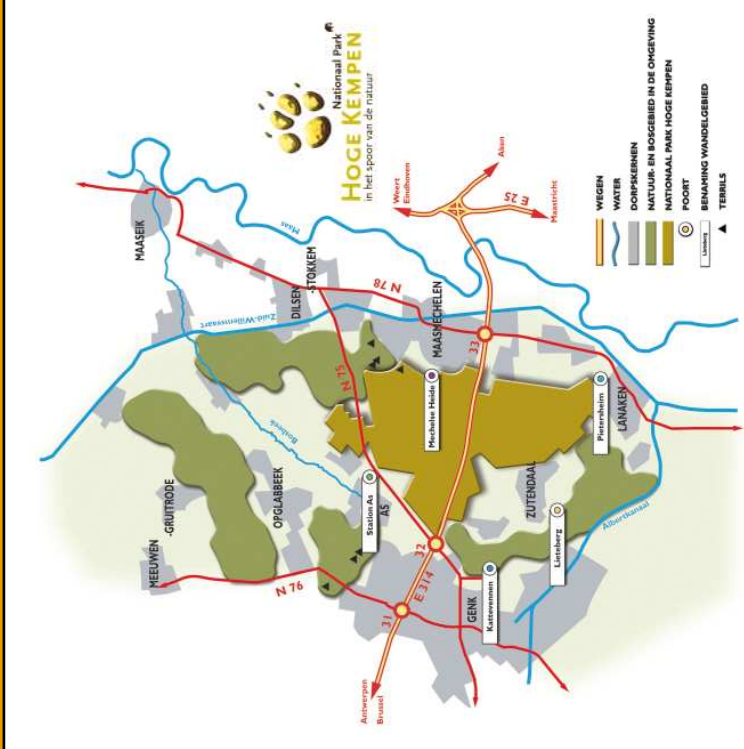 Nationaal Park
HOGE KEMPEN
in het spoor van de natuur
MAASEIK
Maas
Weert
Eindhoven
Aken
E 25
Maastricht
DILSEN
-STOKKEM
N 78
Zuid-Willemsvaart
MEEUWEN
-GRUITRODE
Bosbeek
OPGLABBEEK
N 75
N 76
Station As
AS
MAASMECHELEN
Mechelse Heide
33
32
31
E 314
Antwerpen
Brussel
GENK
Kattevennen
ZUTENDAAL
Lieteberg
Pietersheim
LANAKEN
Albertkanaal
WEGEN
WATER
DORPSKERNEN
NATUUR- EN BOSGEBIED IN DE OMGEVING
NATIONAAL PARK HOGE KEMPEN
POORT
BENAMING WANDELGEBIED
TERRILS